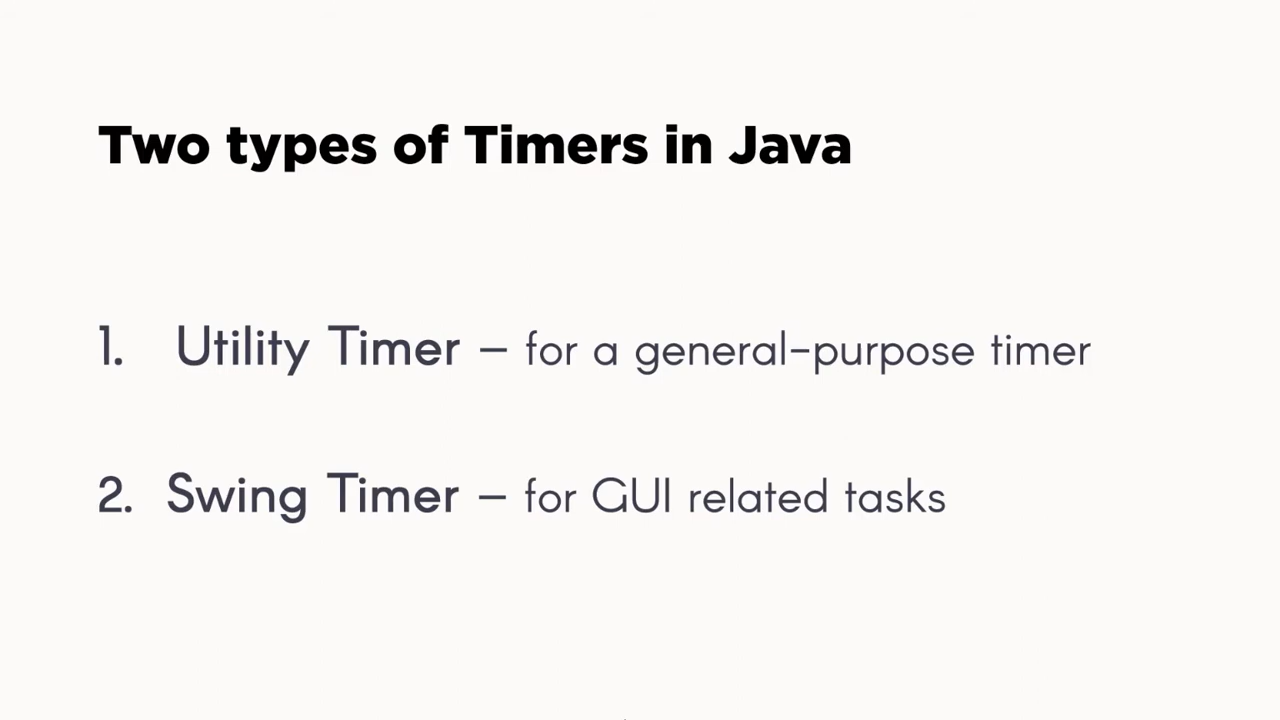 Two types of Timers in Java
1. Utility Timer – for a general-purpose timer
2. Swing Timer – for GUI related tasks